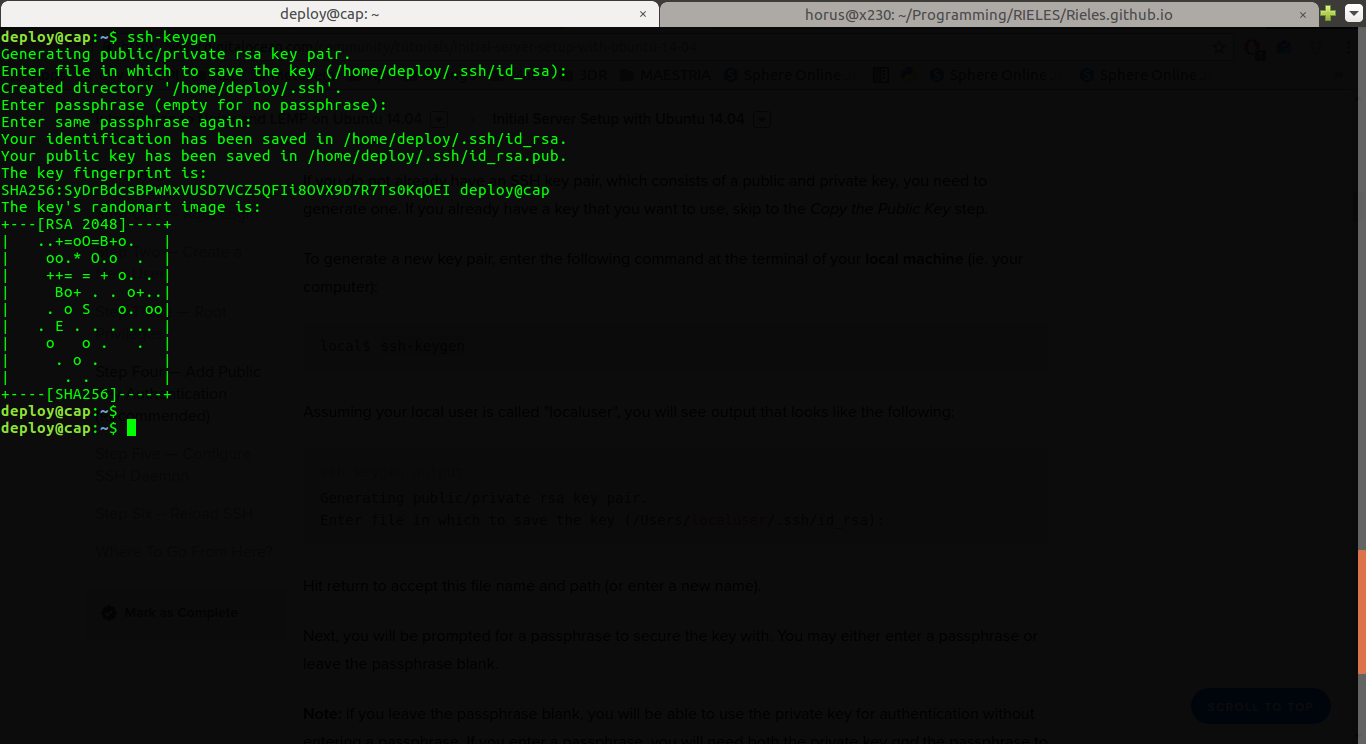 deploy@cap: ~ ×
horus@x230: ~/Programming/RIELES/Rieles.github.io ×
deploy@cap:~$ ssh-keygen
Generating public/private rsa key pair.
Enter file in which to save the key (/home/deploy/.ssh/id_rsa):
Created directory '/home/deploy/.ssh'.
Enter passphrase (empty for no passphrase):
Enter same passphrase again:
Your identification has been saved in /home/deploy/.ssh/id_rsa.
Your public key has been saved in /home/deploy/.ssh/id_rsa.pub.
The key fingerprint is:
SHA256:SyDrBdcsBPwMxVUSD7VCZ5QFIi8OVX9D7R7Ts0KqOEI deploy@cap
The key's randomart image is:
+---[RSA 2048]----+
|   ..+=oO=B+o.   |
|    oo.* O.o  .  |
|    ++= = + o. . |
|     Bo+ . . o+..|
|    . o S   o. oo|
|   . E . . . ... |
|    o   o .   .  |
|     . o .       |
|      . .        |
+----[SHA256]-----+
deploy@cap:~$
deploy@cap:~$
3DR
MAESTRIA
Sphere Online
Sphere Online
Sphere Online
LEMP on Ubuntu 14.04
Initial Server Setup with Ubuntu 14.04
If you do not already have an SSH key pair, which consists of a public and private key, you need to
generate one. If you already have a key that you want to use, skip to the Copy the Public Key step.
To generate a new key pair, enter the following command at the terminal of your local machine (ie. your
computer):
local$ ssh-keygen
Assuming your local user is called "localuser", you will see output that looks like the following:
Generating public/private rsa key pair.
Enter file in which to save the key (/Users/localuser/.ssh/id_rsa):
Hit return to accept this file name and path (or enter a new name).
Next, you will be prompted for a passphrase to secure the key with. You may either enter a passphrase or
leave the passphrase blank.
Note: If you leave the passphrase blank, you will be able to use the private key for authentication without
entering a passphrase. If you enter a passphrase, you will need both the private key and the passphrase to
Step Four — Add Public
Step Five — Configure
SSH Daemon
Step Six — Reload SSH
Where To Go From Here?
Mark as Complete
SCROLL TO TOP